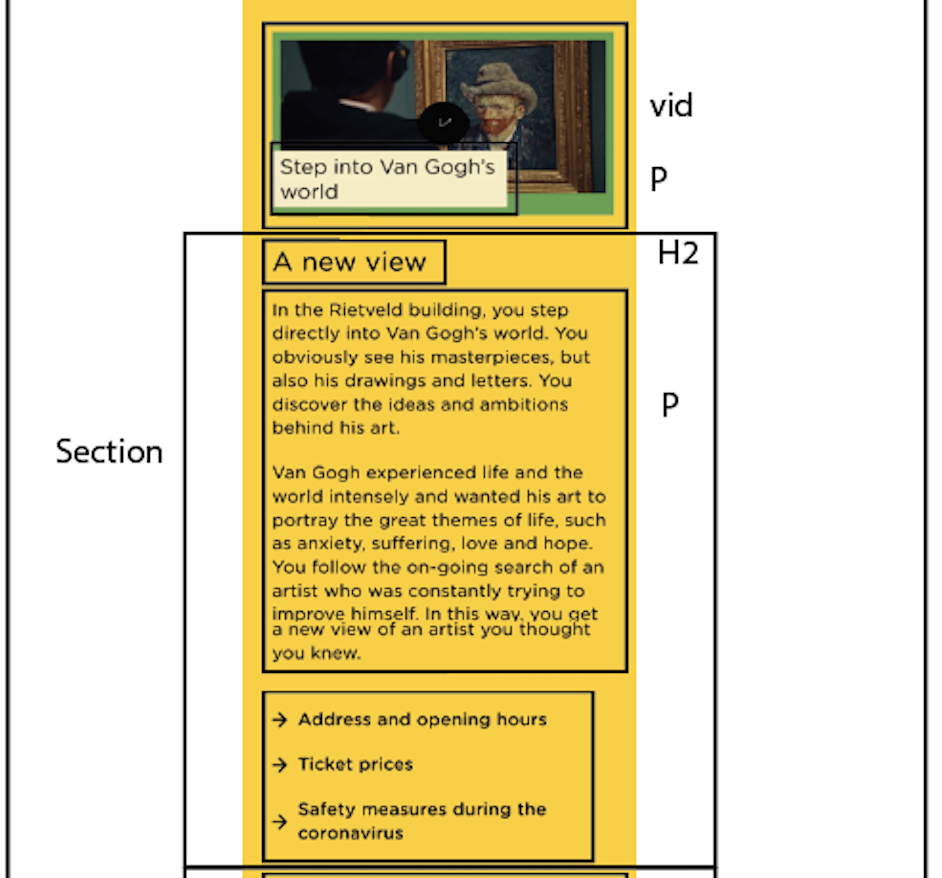 vid
Step into Van Gogh's
world
P
A new view
H2
In the Rietveld building, you step
directly into Van Gogh's world. You
obviously see his masterpieces, but
also his drawings and letters. You
discover the ideas and ambitions
behind his art.
P
Section
Van Gogh experienced life and the
world intensely and wanted his art to
portray the great themes of life, such
as anxiety, suffering, love and hope.
You follow the on-going search of an
artist who was constantly trying to
improve himself. In this way, you get
a new view of an artist you thought
you knew.
→ Address and opening hours
→ Ticket prices
→ Safety measures during the
coronavirus